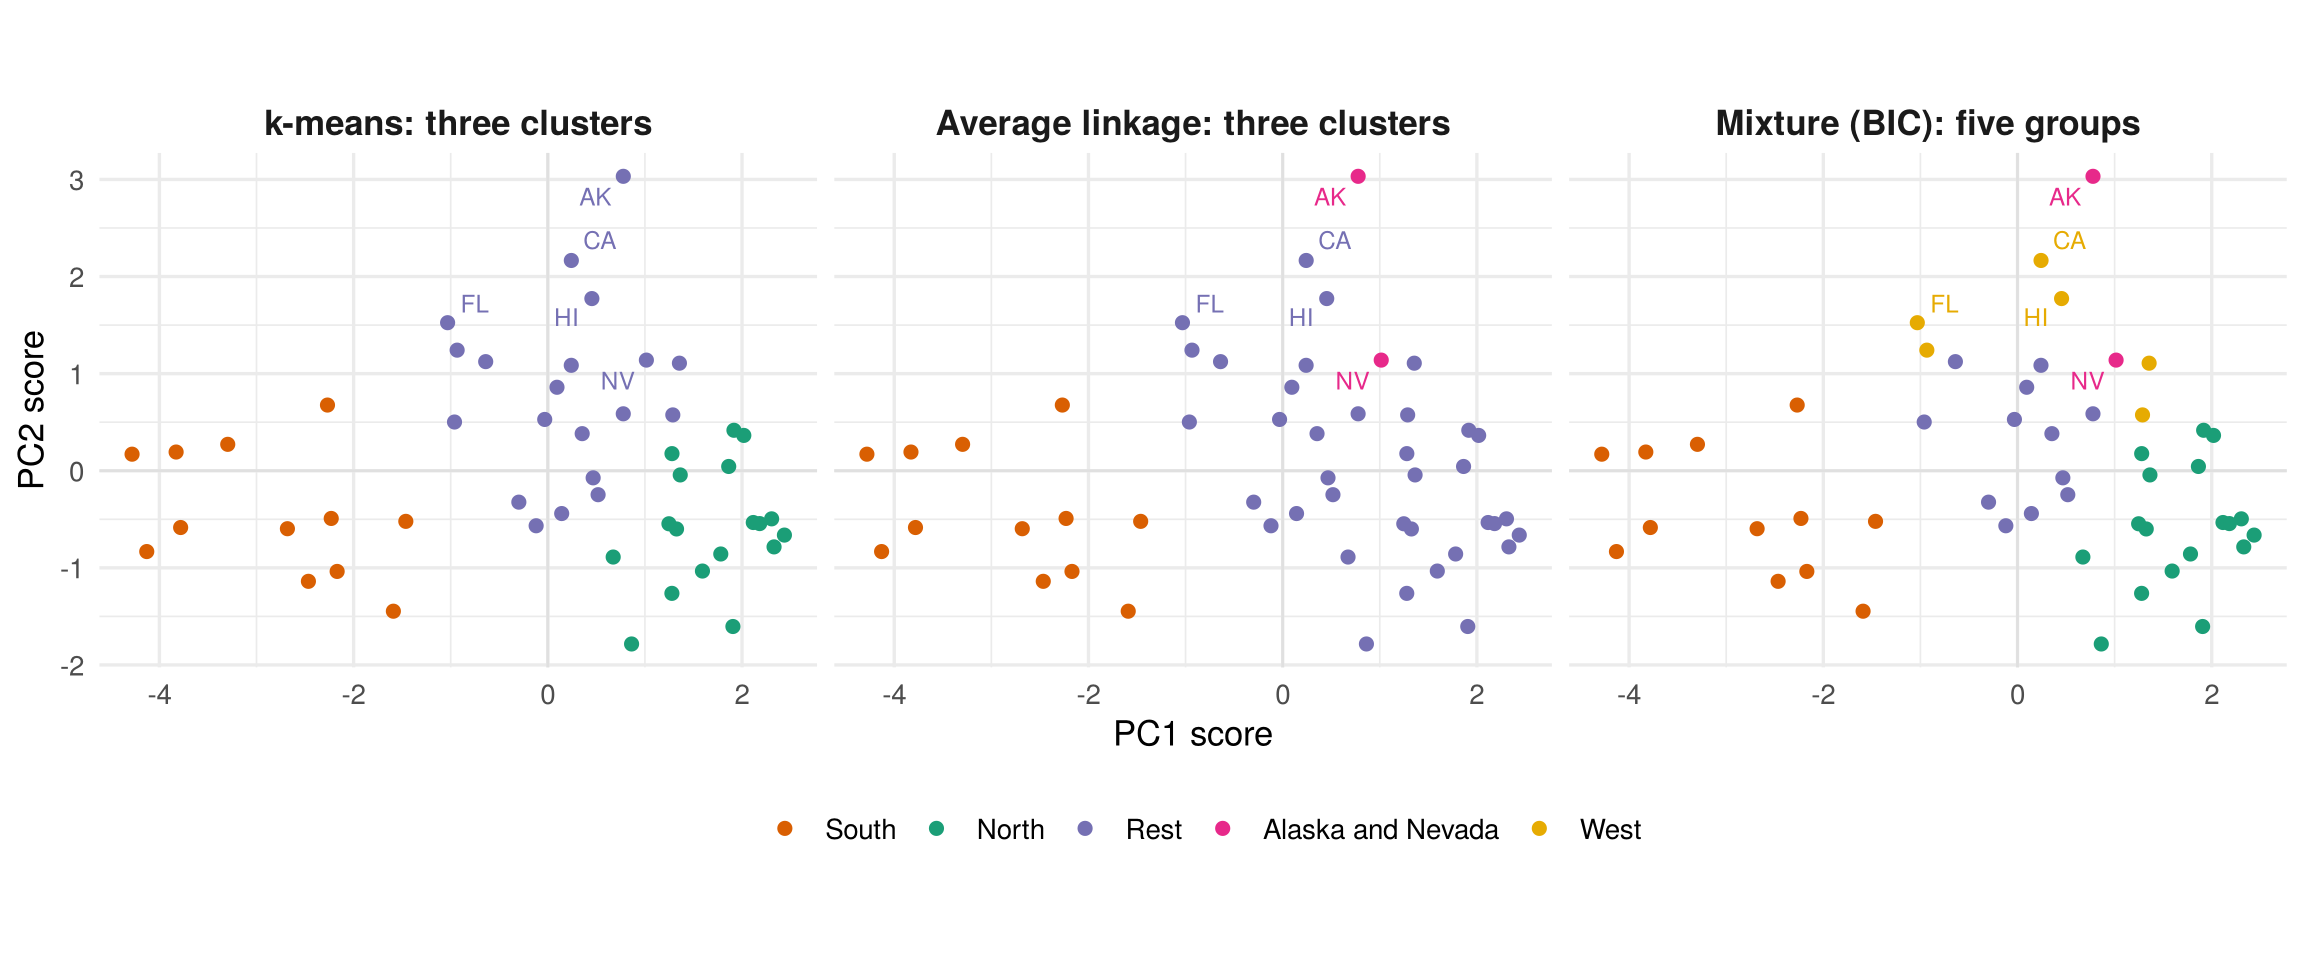 k-means: three clusters
Average linkage: three clusters
Mixture (BIC): five groups
PC2 score
3
2
1
0
-1
-2
AK
CA
FL
HI
NV
AK
CA
FL
HI
NV
AK
CA
FL
HI
NV
-4 -2 0 2
-4 -2 0 2
-4 -2 0 2
PC1 score
South North Rest Alaska and Nevada West